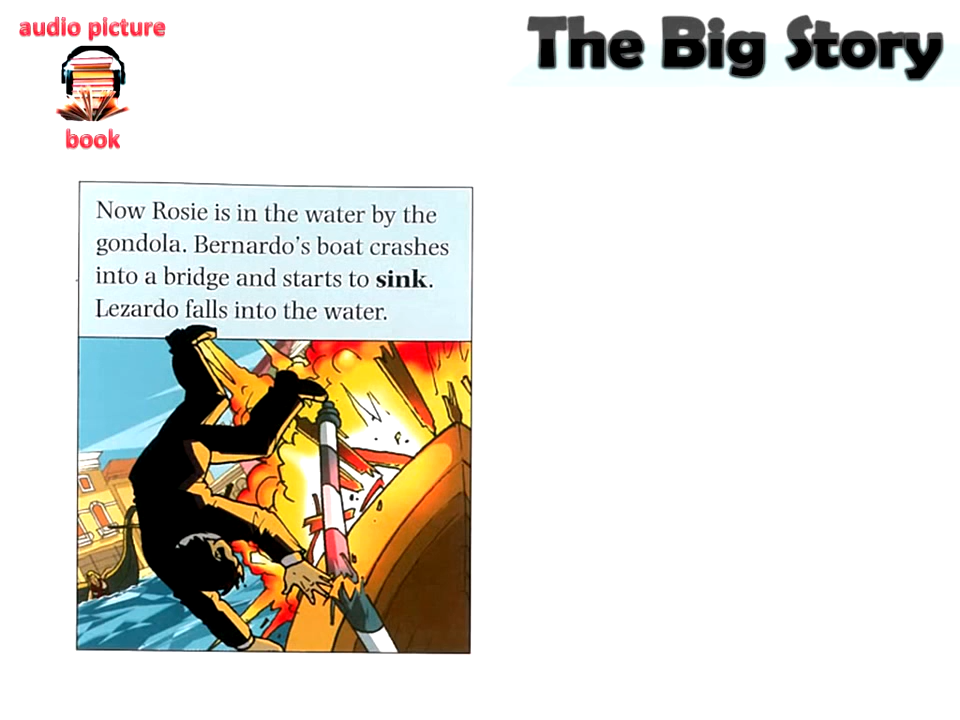 audio picture
book
The Big Story
Now Rosie is in the water by the
gondola. Bernardo's boat crashes
into a bridge and starts to sink.
Lezardo falls into the water.